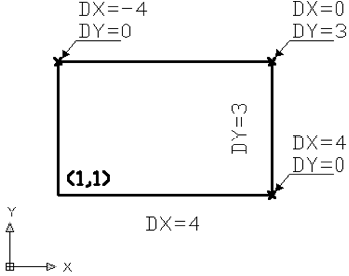 DX=-4
DY=0
DX=0
DY=3
DY=3
DX=4
DY=0
(1,1)
DX=4
Y
X